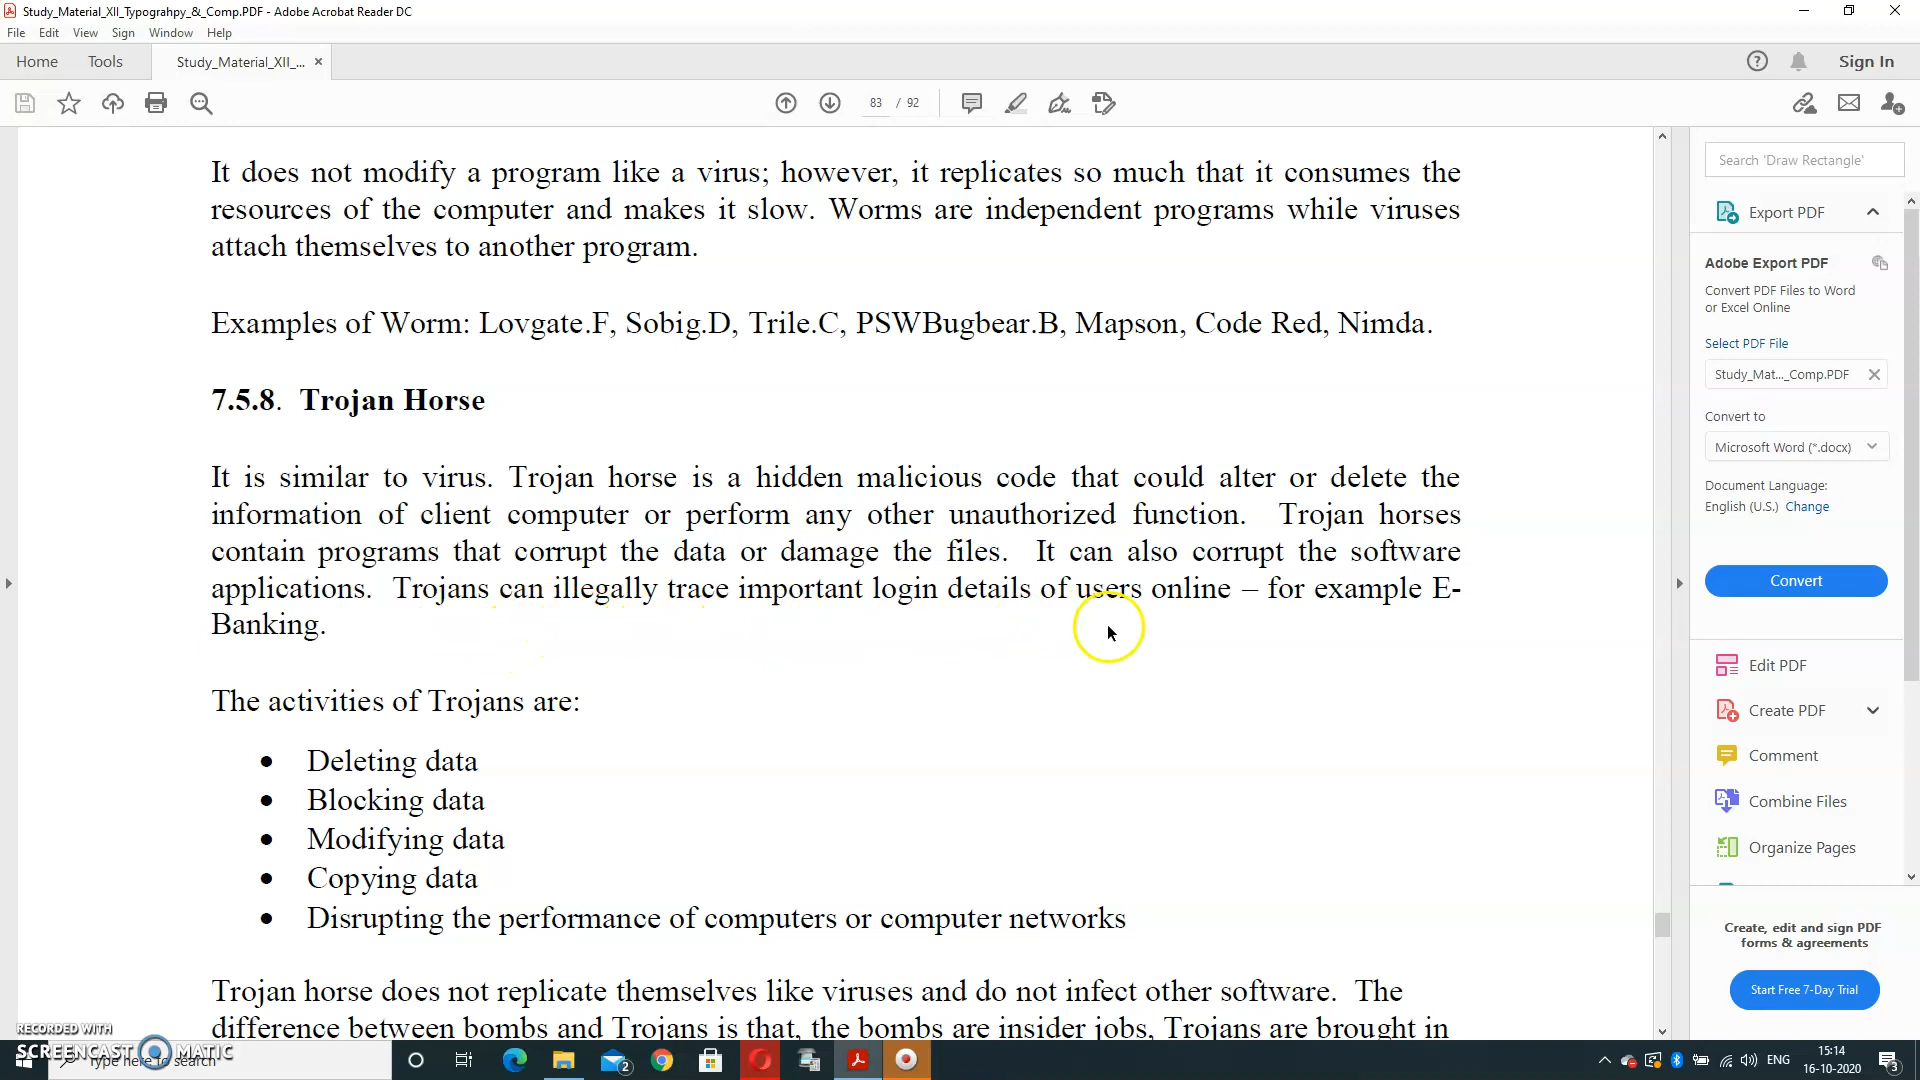 Study_Material_XII_Typograhpy_&_Comp.PDF - Adobe Acrobat Reader DC
File Edit View Sign Window Help
Home Tools Study_Material_XII_... × Sign In
83 / 92
It does not modify a program like a virus; however, it replicates so much that it consumes the
resources of the computer and makes it slow. Worms are independent programs while viruses
attach themselves to another program.
Examples of Worm: Lovgate.F, Sobig.D, Trile.C, PSWBugbear.B, Mapson, Code Red, Nimda.
7.5.8. Trojan Horse
It is similar to virus. Trojan horse is a hidden malicious code that could alter or delete the
information of client computer or perform any other unauthorized function. Trojan horses
contain programs that corrupt the data or damage the files. It can also corrupt the software
applications. Trojans can illegally trace important login details of users online – for example E-
Banking.
The activities of Trojans are:
• Deleting data
• Blocking data
• Modifying data
• Copying data
• Disrupting the performance of computers or computer networks
Trojan horse does not replicate themselves like viruses and do not infect other software. The
difference between bombs and Trojans is that, the bombs are insider jobs, Trojans are brought in
Search 'Draw Rectangle'
Export PDF
Adobe Export PDF
Convert PDF Files to Word
or Excel Online
Select PDF File
Study_Mat..._Comp.PDF
Convert to
Microsoft Word (*.docx)
Document Language:
English (U.S.) Change
Convert
Edit PDF
Create PDF
Comment
Combine Files
Organize Pages
Create, edit and sign PDF
forms & agreements
Start Free 7-Day Trial
RECORDED WITH
SCREENCAST MATIC
Type here to search
2
ENG
15:14
16-10-2020
3